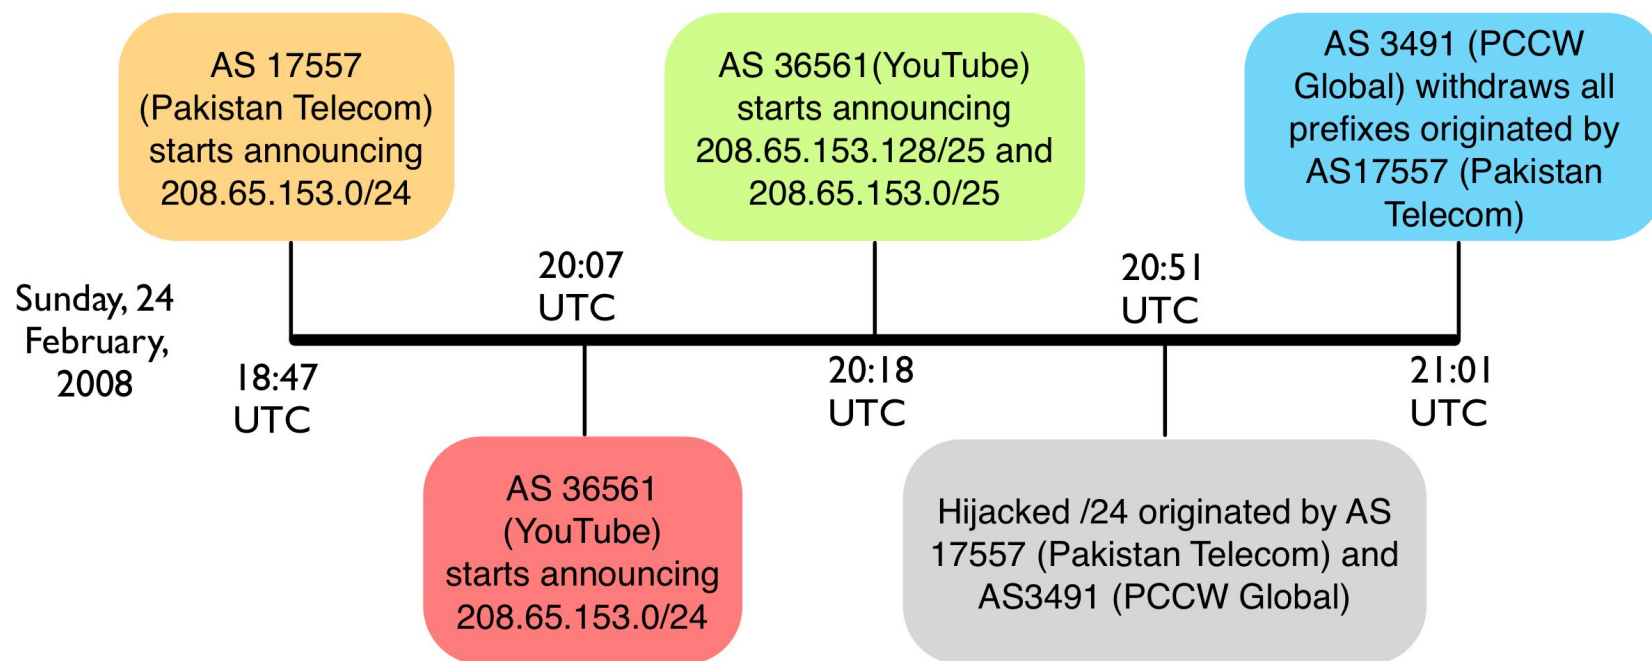 AS 17557
(Pakistan Telecom)
starts announcing
208.65.153.0/24
AS 36561(YouTube)
starts announcing
208.65.153.128/25 and
208.65.153.0/25
AS 3491 (PCCW
Global) withdraws all
prefixes originated by
AS17557 (Pakistan
Telecom)
Sunday, 24
February,
2008
18:47
UTC
20:07
UTC
20:18
UTC
20:51
UTC
21:01
UTC
AS 36561
(YouTube)
starts announcing
208.65.153.0/24
Hijacked /24 originated by AS
17557 (Pakistan Telecom) and
AS3491 (PCCW Global)